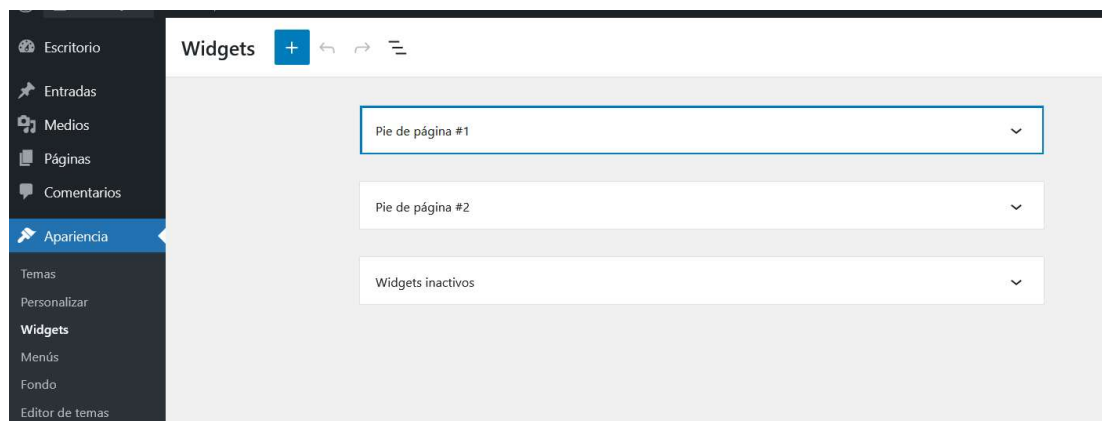 Escritorio
Widgets
Entradas
Medios
Páginas
Comentarios
Apariencia
Temas
Personalizar
Widgets
Menús
Fondo
Editor de temas
Pie de página #1
Pie de página #2
Widgets inactivos